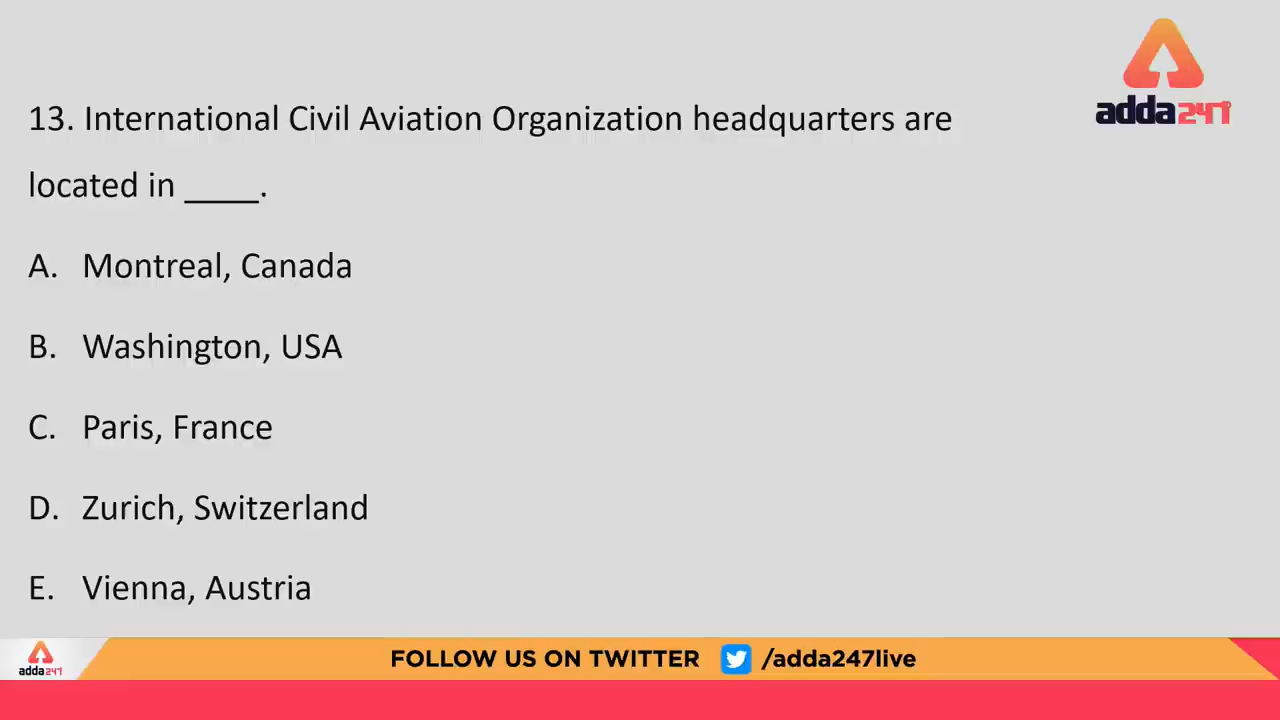 adda247
13. International Civil Aviation Organization headquarters are
located in ____.
A. Montreal, Canada
B. Washington, USA
C. Paris, France
D. Zurich, Switzerland
E. Vienna, Austria
adda247
FOLLOW US ON TWITTER /adda247live